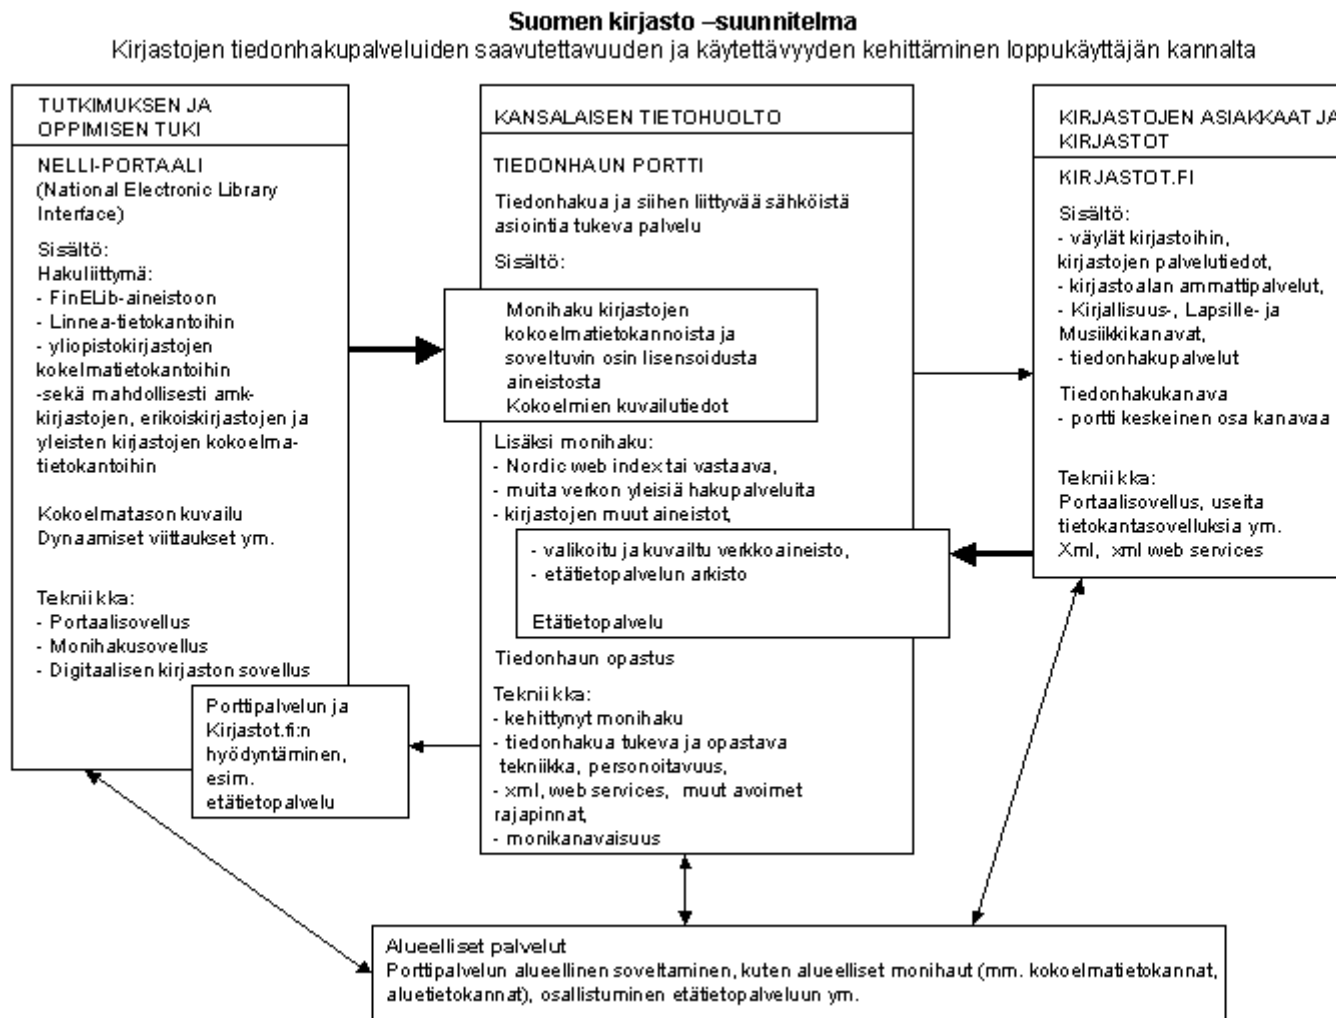 Suomen kirjasto –suunnitelma
Kirjastojen tiedonhakupalveluiden saavutettavuuden ja käytettävyyden kehittäminen loppukäyttäjän kannalta
TUTKIMUKSEN JA
OPPIMISEN TUKI
NELLI-PORTAALI
(National Electronic Library
Interface)
Sisältö:
Hakuliittymä:
- FinELib-aineistoon
- Linnea-tietokantoihin
- yliopistokirjastojen
kokelmatietokantoihin
-sekä mahdollisesti amk-
kirjastojen, erikoiskirjastojen ja
yleisten kirjastojen kokoelma-
tietokantoihin
Kokoelmatason kuvailu
Dynaamiset viittaukset ym.
Tekniikka:
- Portaalisovellus
- Monihakusovellus
- Digitaalisen kirjaston sovellus
Porttipalvelun ja
Kirjastot.fi:n
hyödyntäminen,
esim.
etätietopalvelu
KANSALAISEN TIETOHUOLTO
TIEDONHAUN PORTTI
Tiedonhakua ja siihen liittyvää sähköistä
asiointia tukeva palvelu
Sisältö:
Monihaku kirjastojen
kokoelmatietokannoista ja
soveltuvin osin lisensoidusta
aineistosta
Kokoelmien kuvailutiedot
Lisäksi monihaku:
- Nordic web index tai vastaava,
- muita verkon yleisiä hakupalveluita
- kirjastojen muut aineistot,
- valikoitu ja kuvailtu verkkoaineisto,
- etätietopalvelun arkisto
Etätietopalvelu
Tiedonhaun opastus
Tekniikka:
- kehittynyt monihaku
- tiedonhakua tukeva ja opastava
tekniikka, personoitavuus,
- xml, web services, muut avoimet
rajapinnat,
- monikanavaisuus
KIRJASTOJEN ASIAKKAAT JA
KIRJASTOT
KIRJASTOT.FI
Sisältö:
- väylät kirjastoihin,
kirjastojen palvelutiedot,
- kirjastoalan ammattipalvelut,
- Kirjallisuus-, Lapsille- ja
Musiikkikanavat,
- tiedonhakupalvelut
Tiedonhakukanava
- portti keskeinen osa kanavaa
Tekniikka:
Portaalisovellus, useita
tietokantasovelluksia ym.
Xml, xml web services
Alueelliset palvelut
Porttipalvelun alueellinen soveltaminen, kuten alueelliset monihaut (mm. kokoelmatietokannat,
aluetietokannat), osallistuminen etätietopalveluun ym.